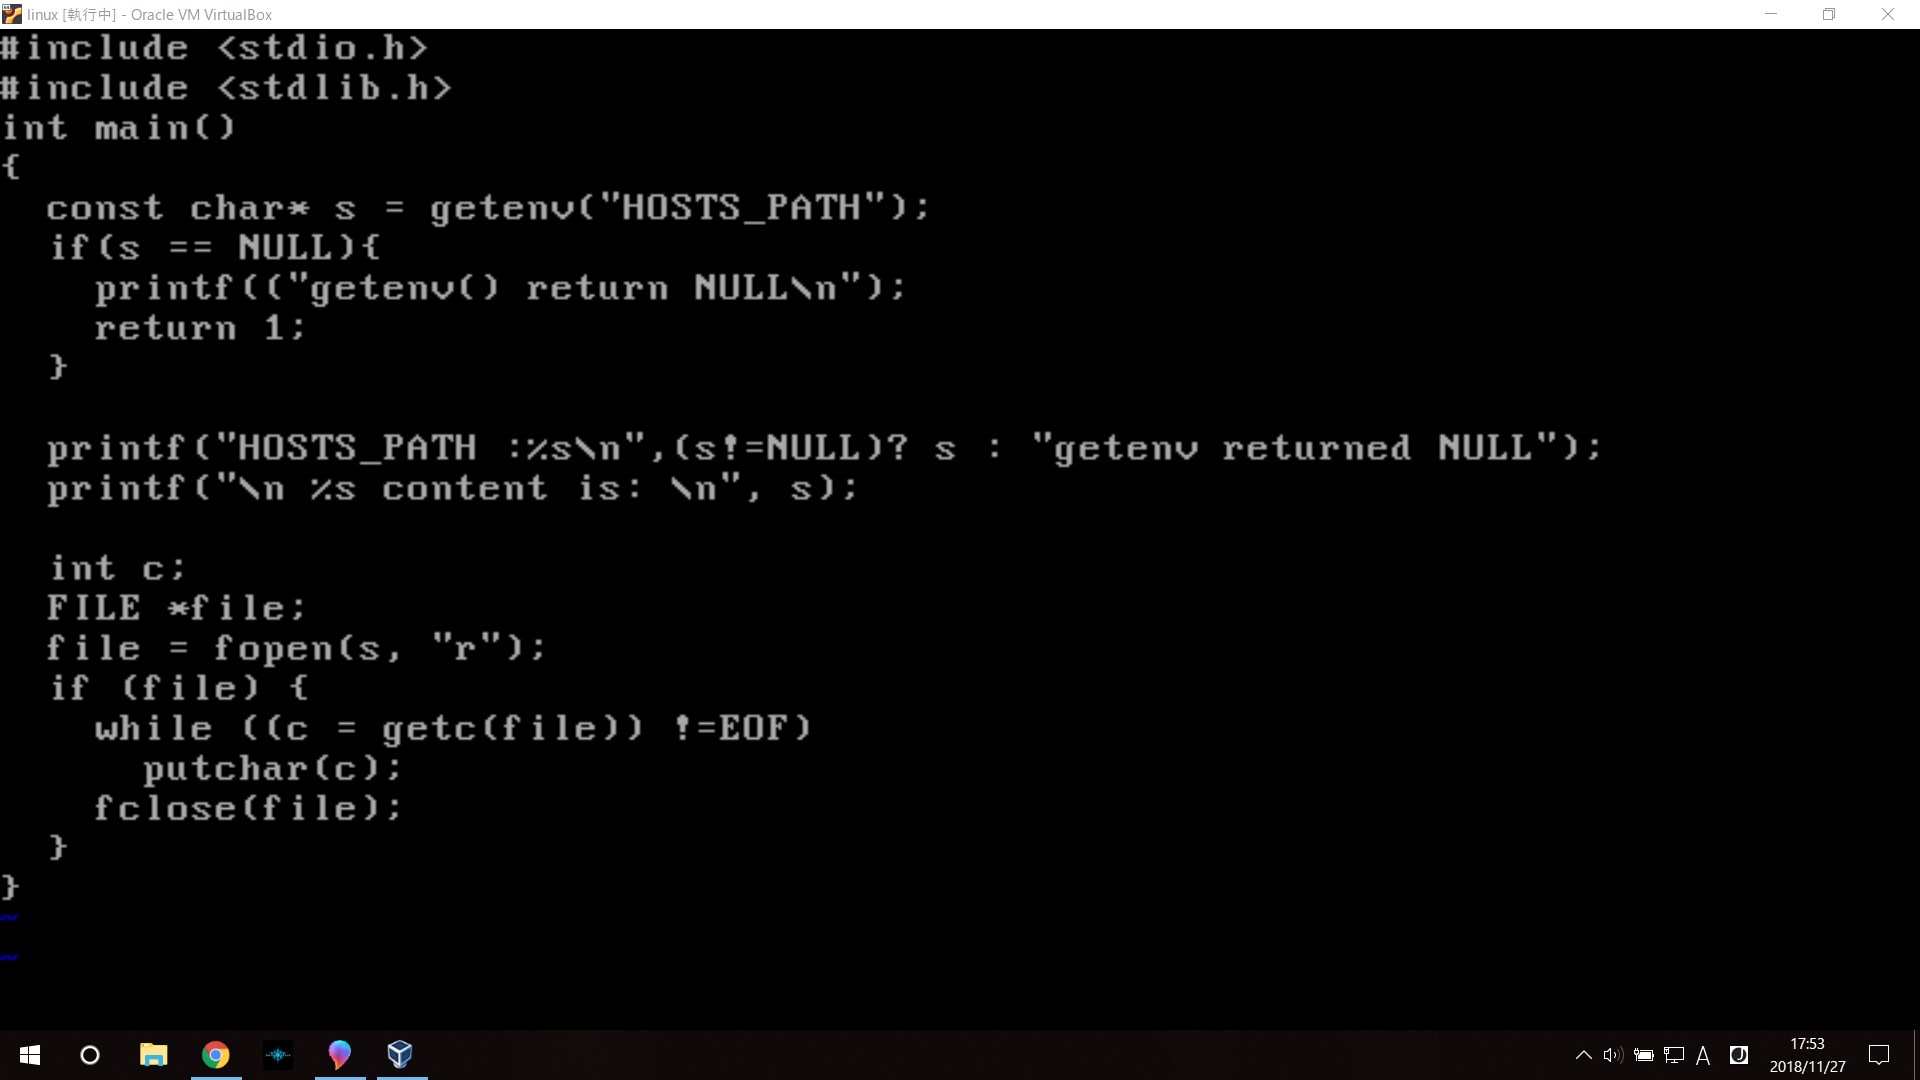 linux [執行中] - Oracle VM VirtualBox
#include <stdio.h>
#include <stdlib.h>
int main()
{
  const char* s = getenv("HOSTS_PATH");
  if(s == NULL){
    printf(("getenv() return NULL\n");
    return 1;
  }
  printf("HOSTS_PATH :%s\n",(s!=NULL)? s : "getenv returned NULL");
  printf("\n %s content is: \n", s);
  int c;
  FILE *file;
  file = fopen(s, "r");
  if (file) {
    while ((c = getc(file)) !=EOF)
      putchar(c);
    fclose(file);
  }
}
~
~
A
17:53
2018/11/27